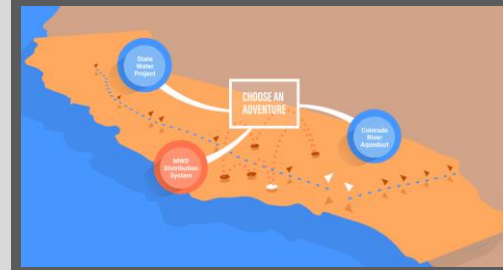 State
Water
Project
CHOOSE AN
ADVENTURE
Colorado
River
Aqueduct
MWD
Distribution
System